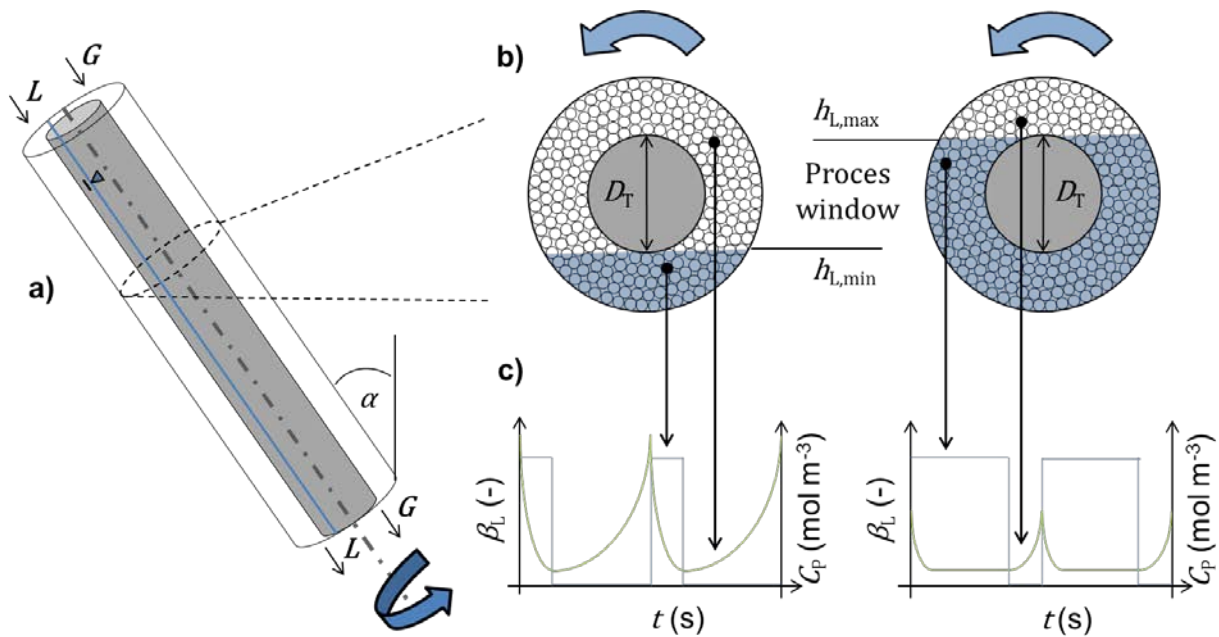 G
L
a)
α
G
L
b)
h_L,max
D_T
Proces
window
h_L,min
D_T
c)
β_L (-)
C_P (mol m⁻³)
t (s)
β_L (-)
C_P (mol m⁻³)
t (s)